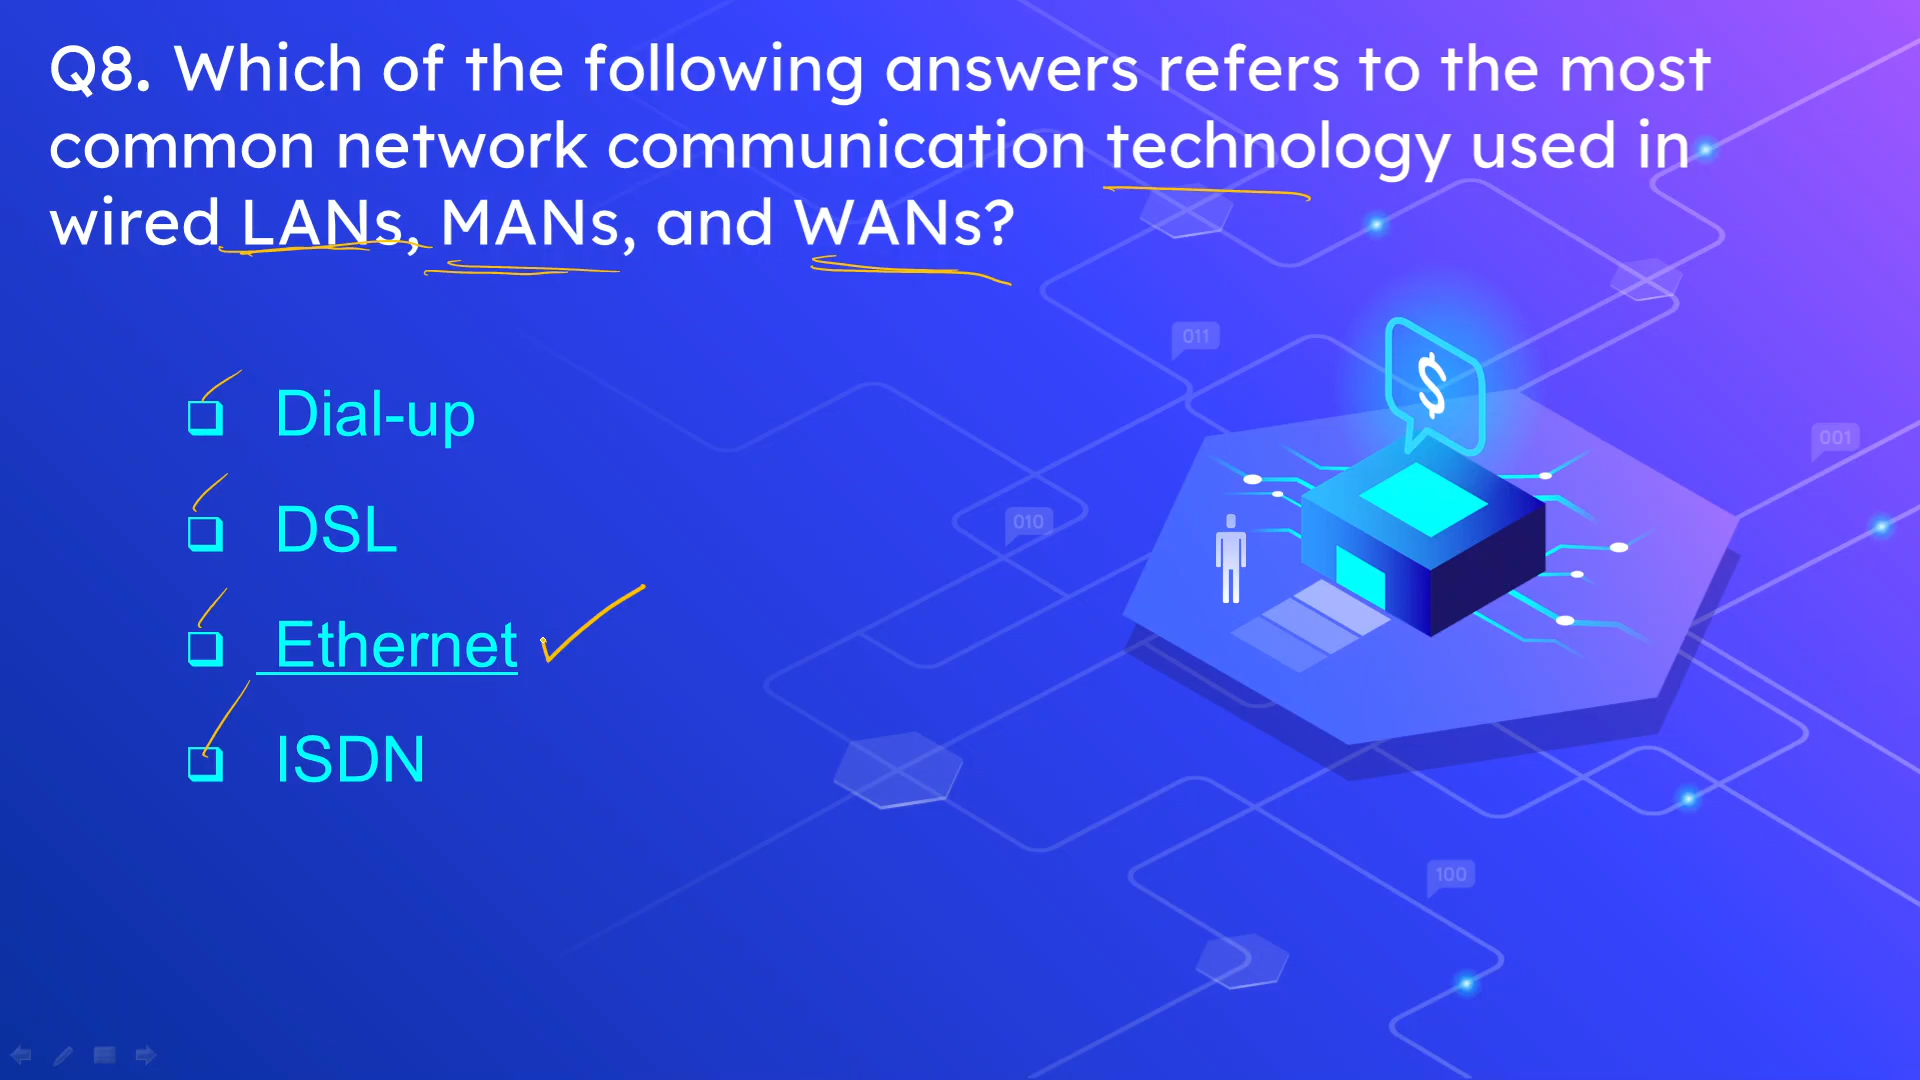 Q8. Which of the following answers refers to the most
common network communication technology used in
wired LANs, MANs, and WANs?
Dial-up
DSL
Ethernet
ISDN
$
011
001
010
100